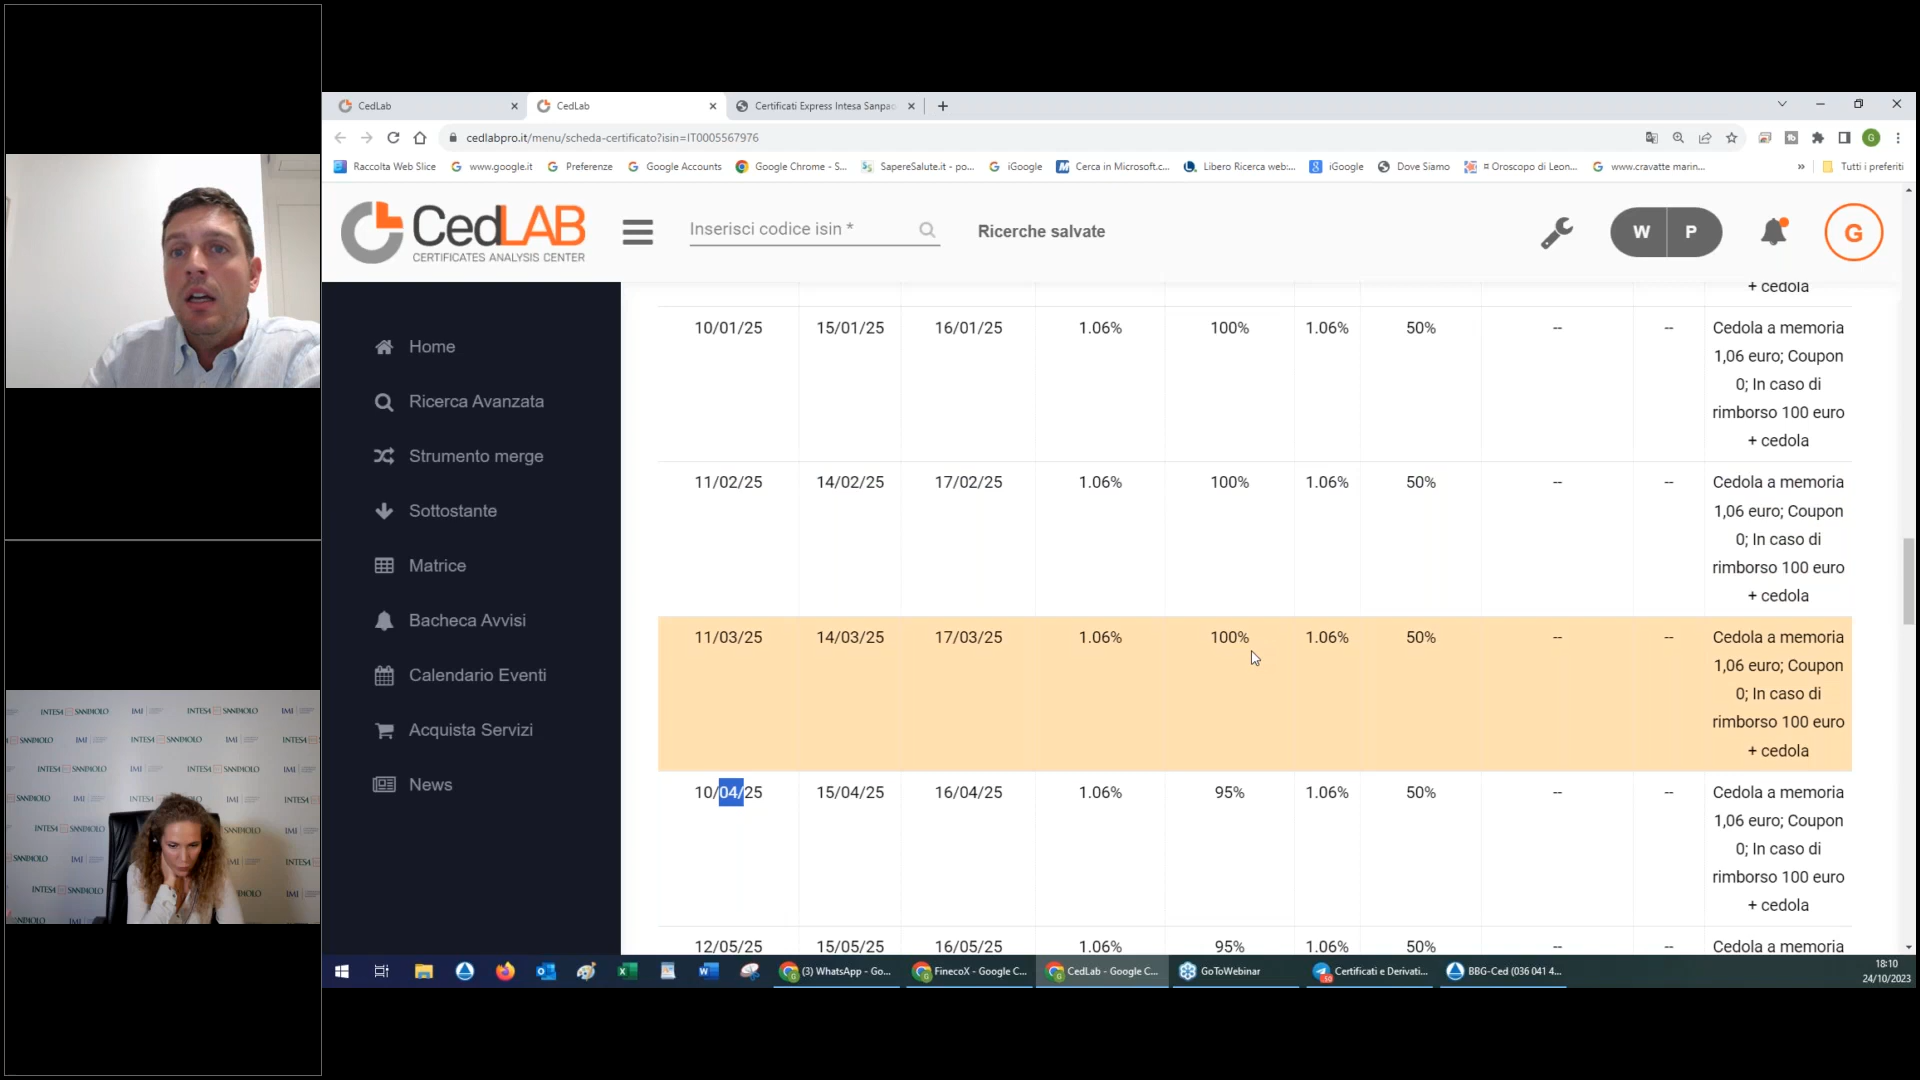 CedLab
CedLab
Certificati Express Intesa Sanpao
cedlabpro.it/menu/scheda-certificato?isin=IT0005567976
Raccolta Web Slice
www.google.it
Preferenze
Google Accounts
Google Chrome - S...
SapereSalute.it - po...
iGoogle
Cerca in Microsoft.c...
Libero Ricerca web:...
iGoogle
Dove Siamo
¤ Oroscopo di Leon...
www.cravatte marin...
»
Tutti i preferiti
CedLAB
CERTIFICATES ANALYSIS CENTER
Inserisci codice isin *
Ricerche salvate
W P
G
Home
Ricerca Avanzata
Strumento merge
Sottostante
Matrice
Bacheca Avvisi
Calendario Eventi
Acquista Servizi
News
+ cedola
10/01/25 15/01/25 16/01/25 1.06% 100% 1.06% 50% -- -- Cedola a memoria
1,06 euro; Coupon
0; In caso di
rimborso 100 euro
+ cedola
11/02/25 14/02/25 17/02/25 1.06% 100% 1.06% 50% -- -- Cedola a memoria
1,06 euro; Coupon
0; In caso di
rimborso 100 euro
+ cedola
11/03/25 14/03/25 17/03/25 1.06% 100% 1.06% 50% -- -- Cedola a memoria
1,06 euro; Coupon
0; In caso di
rimborso 100 euro
+ cedola
10/04/25 15/04/25 16/04/25 1.06% 95% 1.06% 50% -- -- Cedola a memoria
1,06 euro; Coupon
0; In caso di
rimborso 100 euro
+ cedola
12/05/25 15/05/25 16/05/25 1.06% 95% 1.06% 50% -- -- Cedola a memoria
(3) WhatsApp - Go...
FinecoX - Google C...
CedLab - Google C...
GoToWebinar
Certificati e Derivati...
BBG-Ced (036 041 4...
18:10
24/10/2023
INTESA SANPAOLO IMI INTESA SANPAOLO IMI